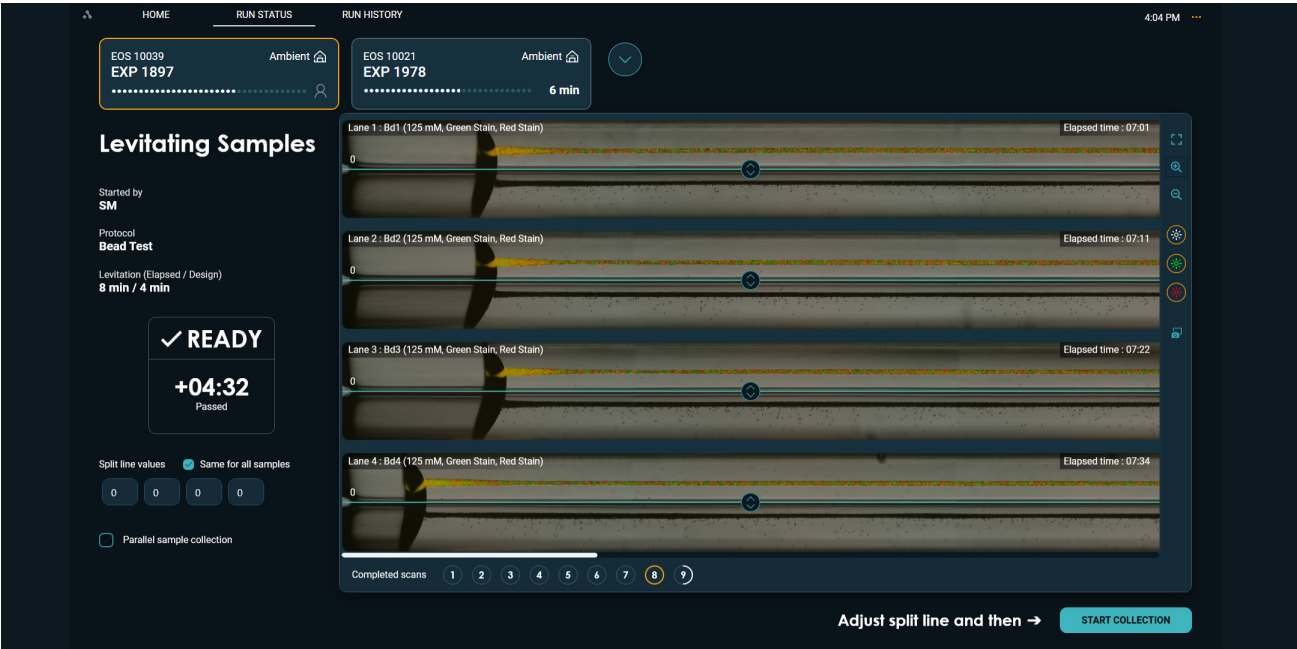 HOME RUN STATUS RUN HISTORY 4:04 PM
EOS 10039 Ambient
EXP 1897
EOS 10021 Ambient
EXP 1978
6 min
Levitating Samples
Started by
SM
Protocol
Bead Test
Levitation (Elapsed / Design)
8 min / 4 min
READY
+04:32
Passed
Split line values Same for all samples
0 0 0 0
Parallel sample collection
Lane 1 : Bd1 (125 mM, Green Stain, Red Stain) Elapsed time : 07:01
0
Lane 2 : Bd2 (125 mM, Green Stain, Red Stain) Elapsed time : 07:11
0
Lane 3 : Bd3 (125 mM, Green Stain, Red Stain) Elapsed time : 07:22
0
Lane 4 : Bd4 (125 mM, Green Stain, Red Stain) Elapsed time : 07:34
0
Completed scans 1 2 3 4 5 6 7 8 9
Adjust split line and then → START COLLECTION